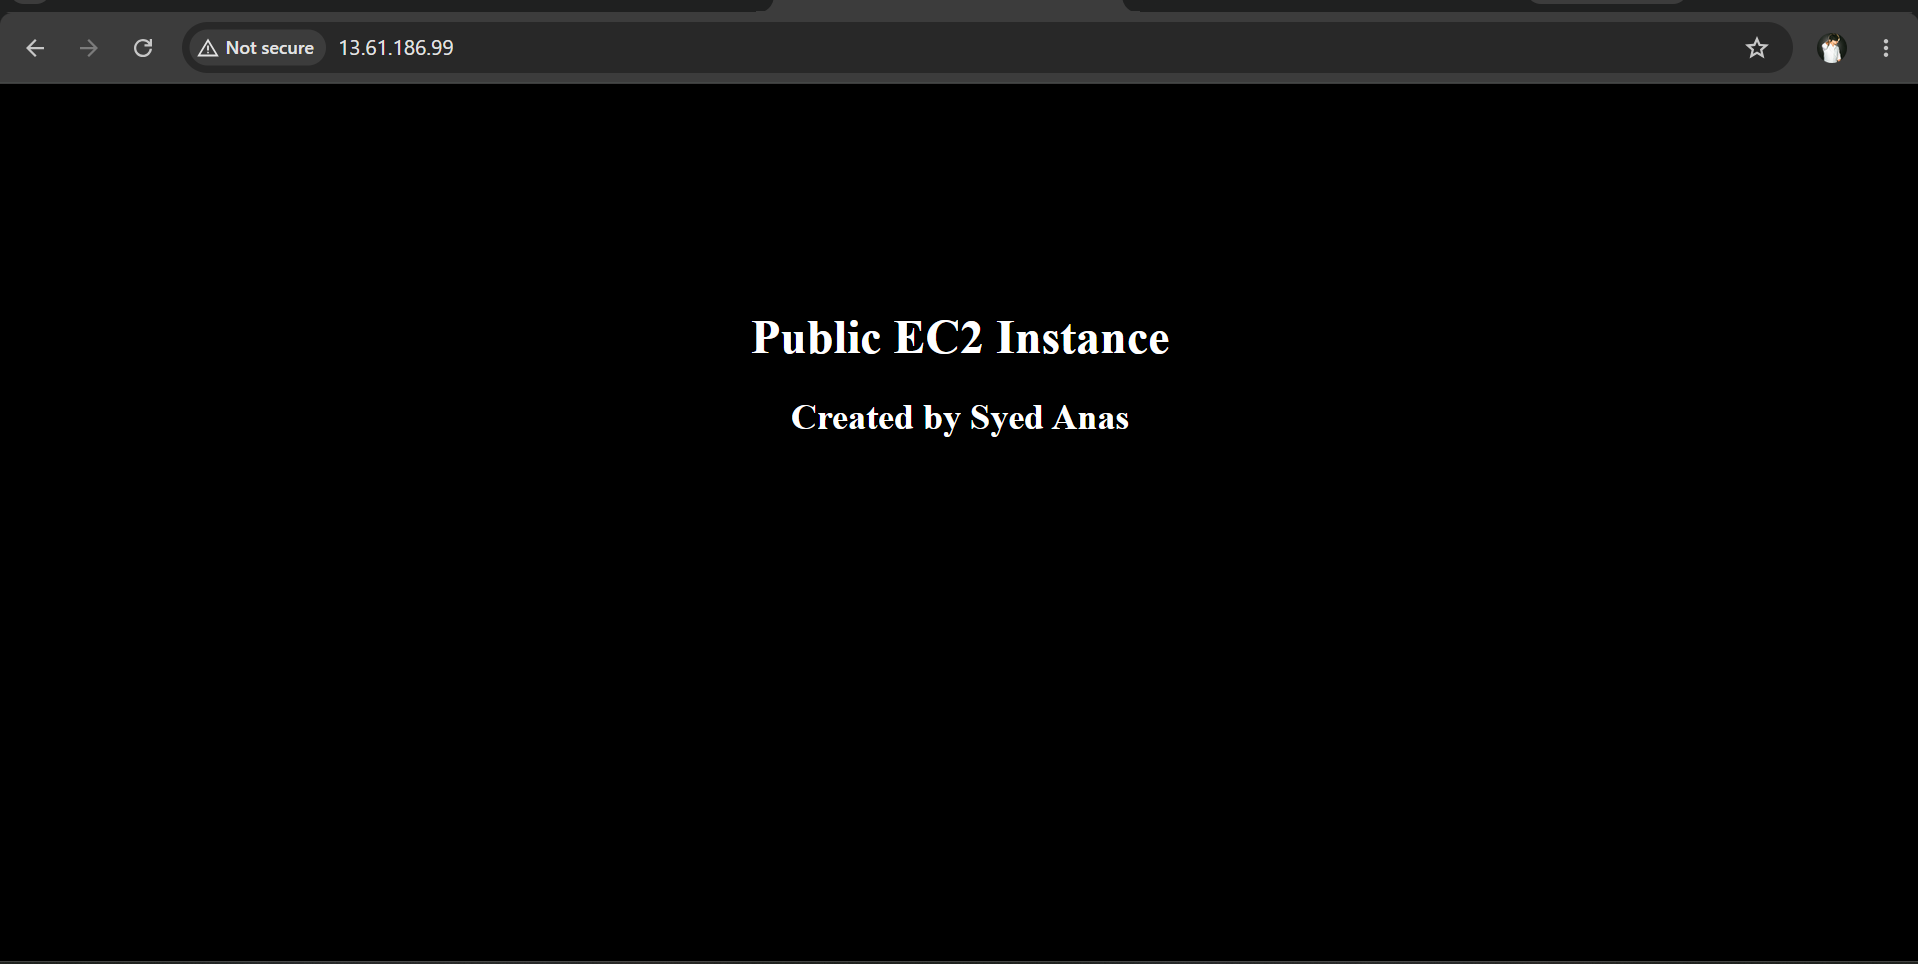 Not secure 13.61.186.99
Public EC2 Instance
Created by Syed Anas